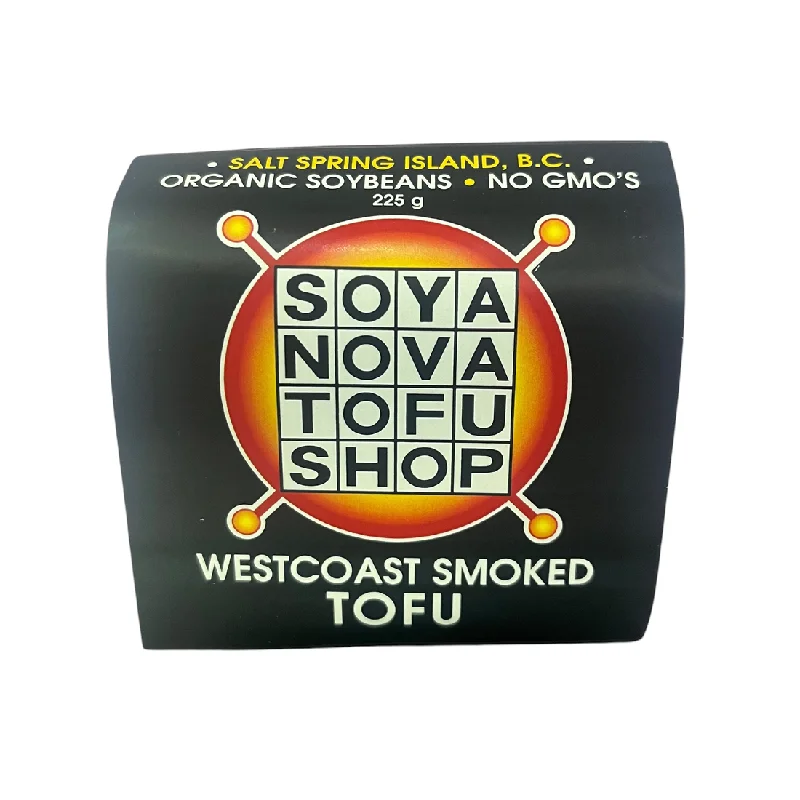 • SALT SPRING ISLAND, B.C. •
ORGANIC SOYBEANS • NO GMO'S
225 g
SOYA
NOVA
TOFU
SHOP
WESTCOAST SMOKED
TOFU